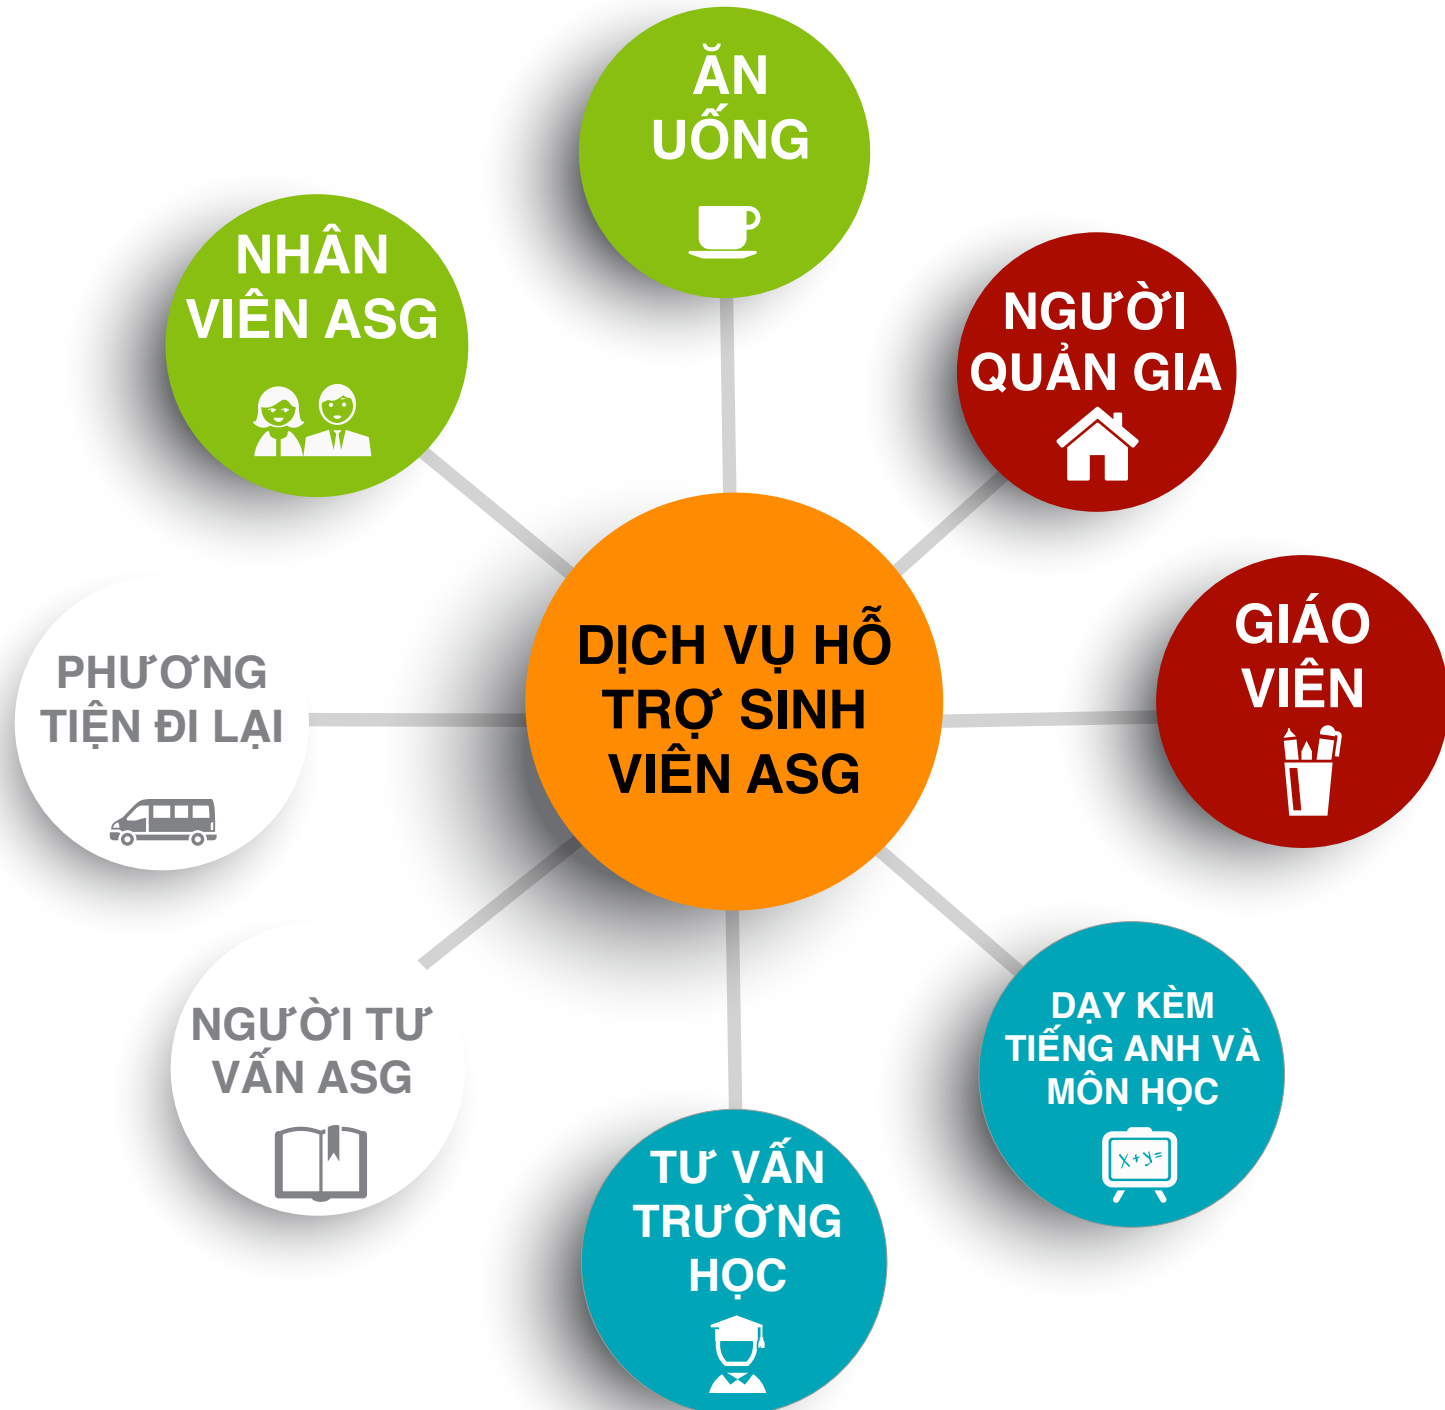 ĂN
UỐNG
NHÂN
VIÊN ASG
NGƯỜI
QUẢN GIA
GIÁO
VIÊN
DỊCH VỤ HỖ
TRỢ SINH
VIÊN ASG
PHƯƠNG
TIỆN ĐI LẠI
NGƯỜI TƯ
VẤN ASG
DẠY KÈM
TIẾNG ANH VÀ
MÔN HỌC
x+y=
TƯ VẤN
TRƯỜNG
HỌC